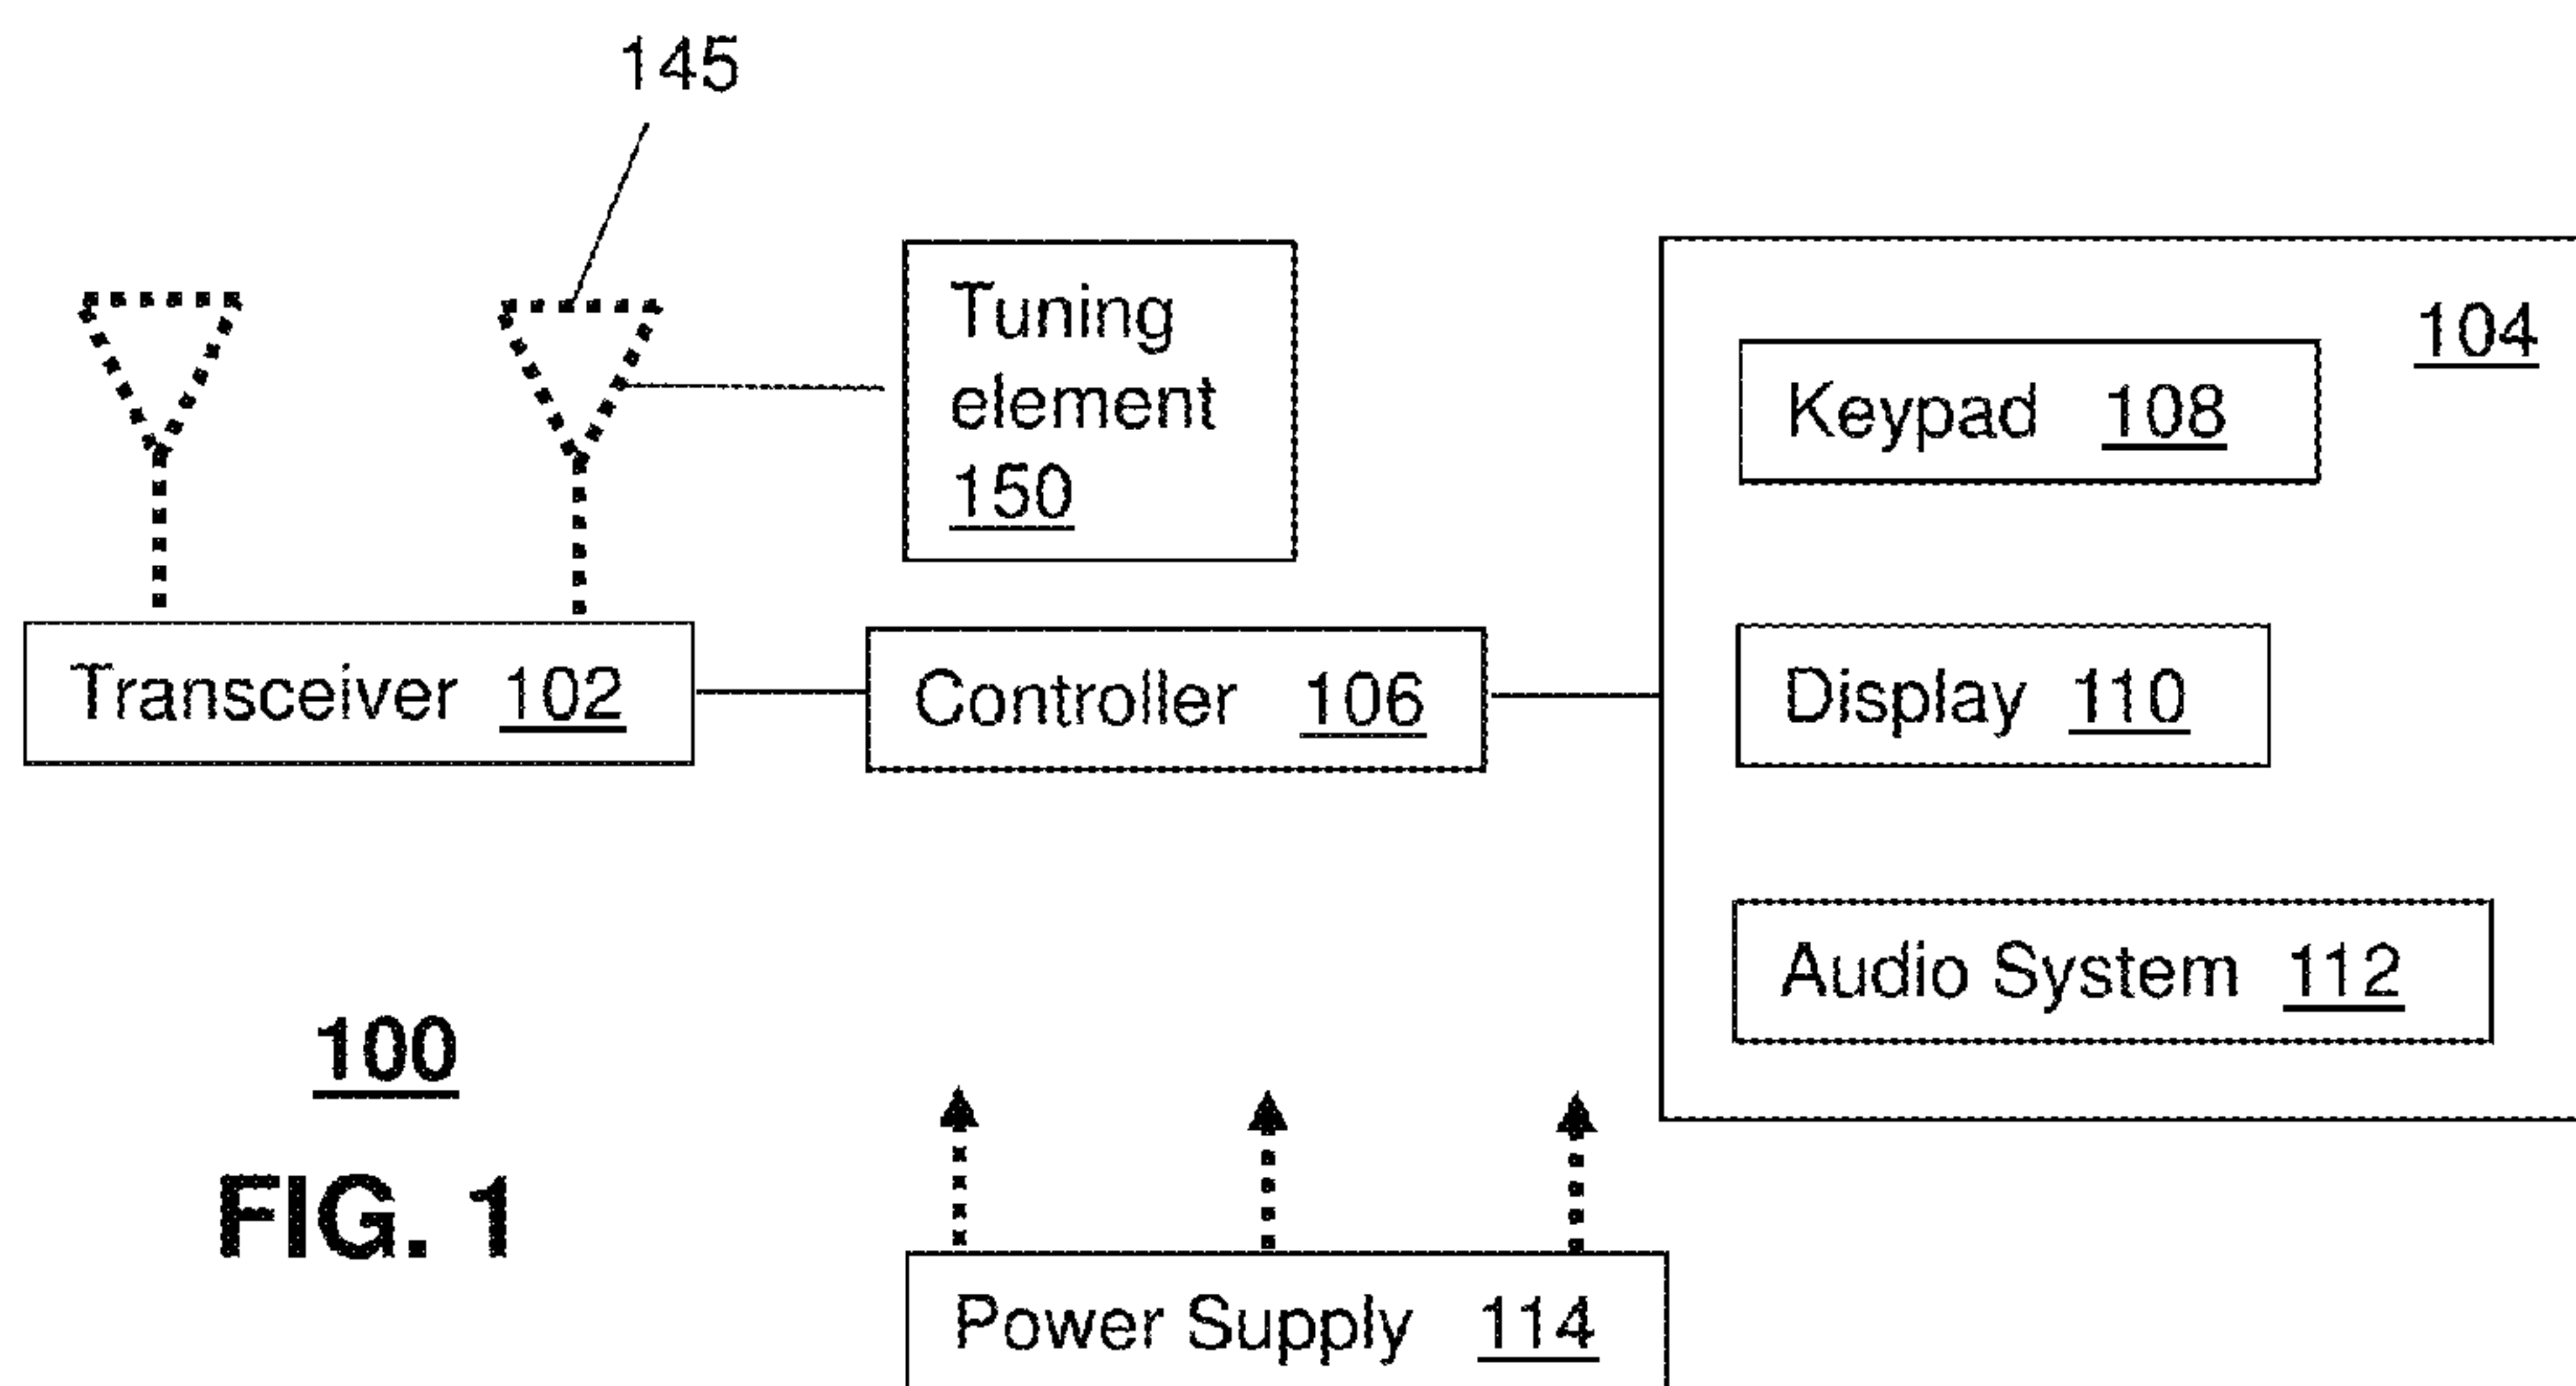 145
Tuning
element
150
104
Keypad 108
Transceiver 102
Controller 106
Display 110
Audio System 112
100
FIG. 1
Power Supply 114